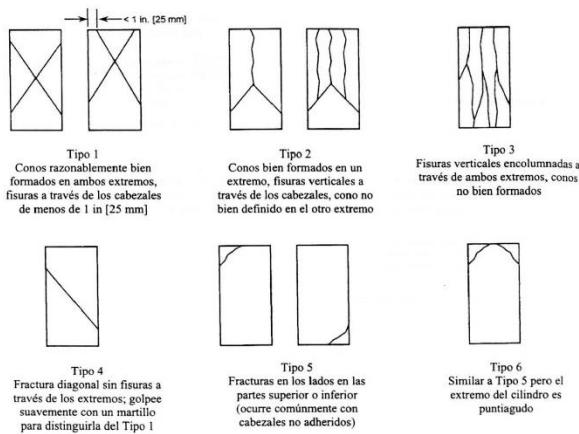 < 1 in. [25 mm]
Tipo 1
Conos razonablemente bien
formados en ambos extremos,
fisuras a través de los cabezales
de menos de 1 in [25 mm]
Tipo 2
Conos bien formados en un
extremo, fisuras verticales a
través de los cabezales, cono no
bien definido en el otro extremo
Tipo 3
Fisuras verticales encolumnadas a
través de ambos extremos, conos
no bien formados
Tipo 4
Fractura diagonal sin fisuras a
través de los extremos; golpee
suavemente con un martillo
para distinguirla del Tipo 1
Tipo 5
Fracturas en los lados en las
partes superior o inferior
(ocurre comúnmente con
cabezales no adheridos)
Tipo 6
Similar a Tipo 5 pero el
extremo del cilindro es
puntiagudo